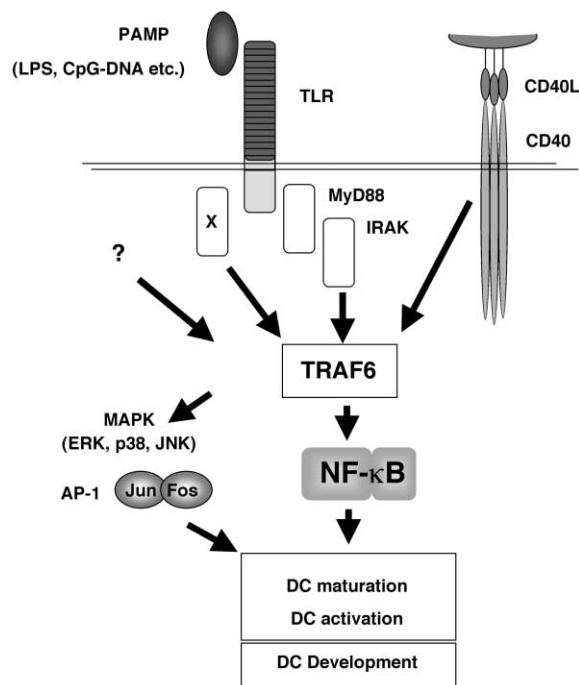 PAMP
(LPS, CpG-DNA etc.)
TLR
CD40L
CD40
MyD88
X
IRAK
?
TRAF6
MAPK
(ERK, p38, JNK)
NF-κB
AP-1
Jun Fos
DC maturation
DC activation
DC Development